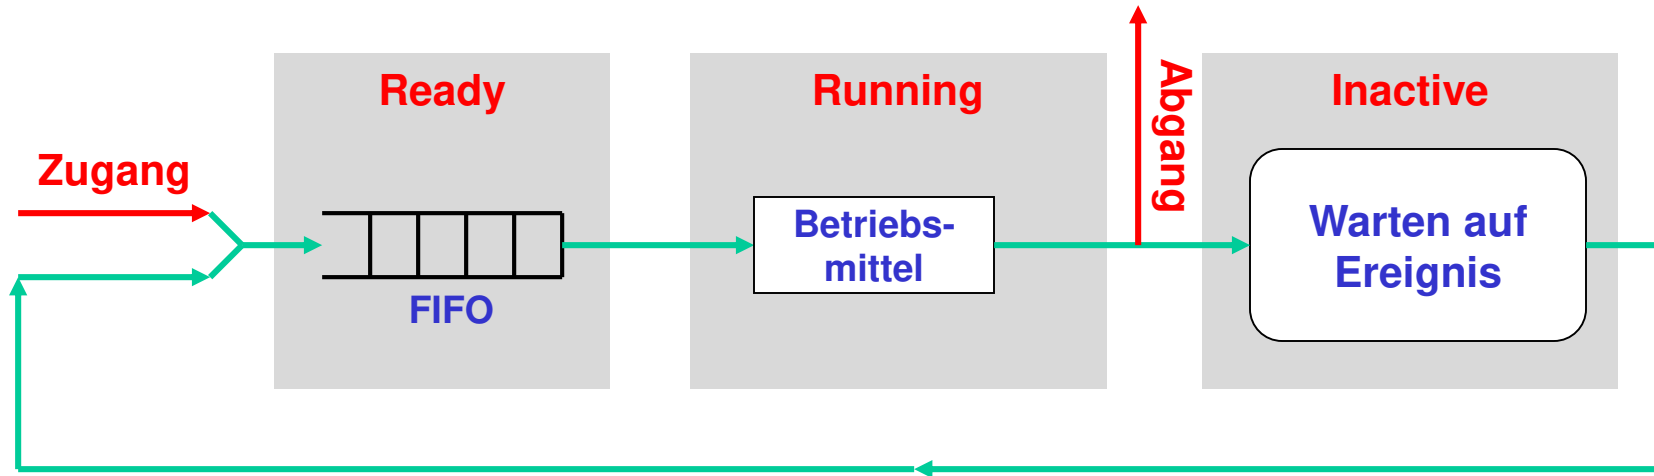 Ready
Running
Abgang
Inactive
Zugang
FIFO
Betriebs-
mittel
Warten auf
Ereignis